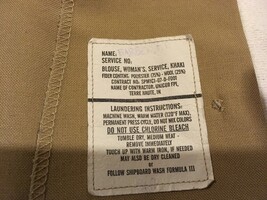 NAME:
SERVICE NO.
BLOUSE, WOMAN'S, SERVICE, KHAKI
FIBER CONTENT, POLYESTER (75%) - WOOL (25%)
CONTRACT NO.
NAME OF CONTRACTOR,
TERRE HAUTE, IN
LAUNDERING INSTRUCTIONS:
MACHINE WASH, WARM WATER (120°F MAX),
PERMANENT PRESS CYCLE, DO NOT MIX COLORS
DO NOT USE CHLORINE BLEACH
TUMBLE DRY, MEDIUM HEAT -
REMOVE IMMEDIATELY
TOUCH UP WITH WARM IRON, IF NEEDED
MAY ALSO BE DRY CLEANED
BY
FOLLOW SHIPBOARD WASH FORMULA III